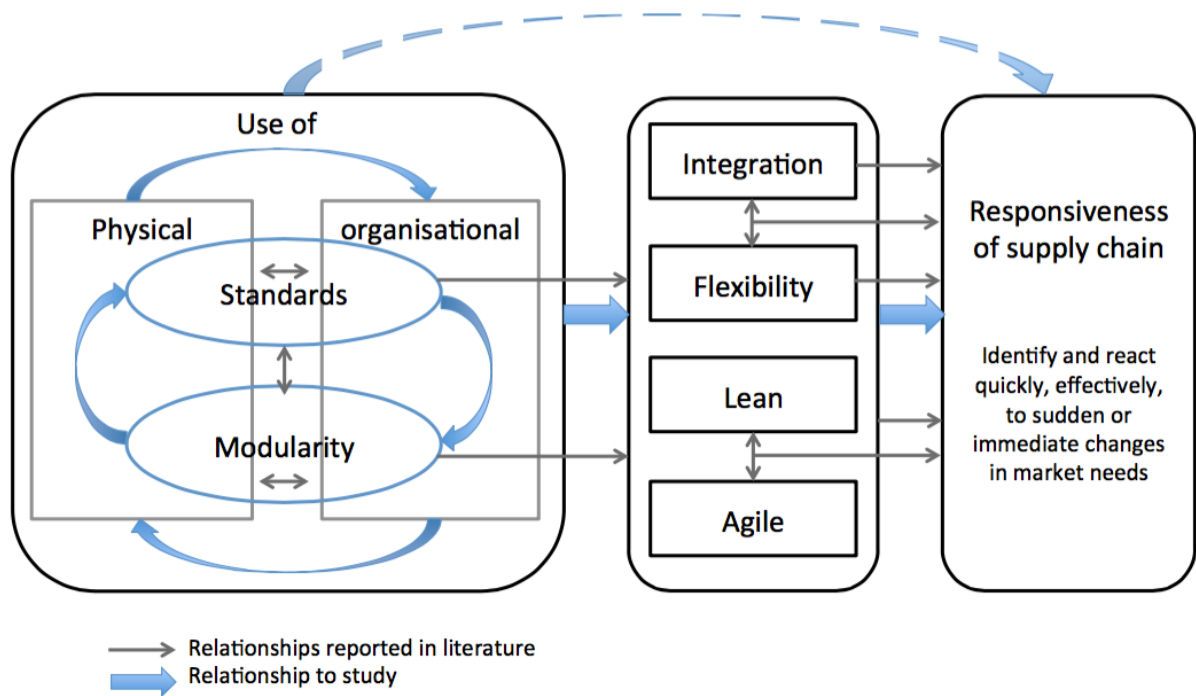 Use of
Physical
organisational
Standards
Modularity
Integration
Flexibility
Lean
Agile
Responsiveness
of supply chain
Identify and react
quickly, effectively,
to sudden or
immediate changes
in market needs
Relationships reported in literature
Relationship to study